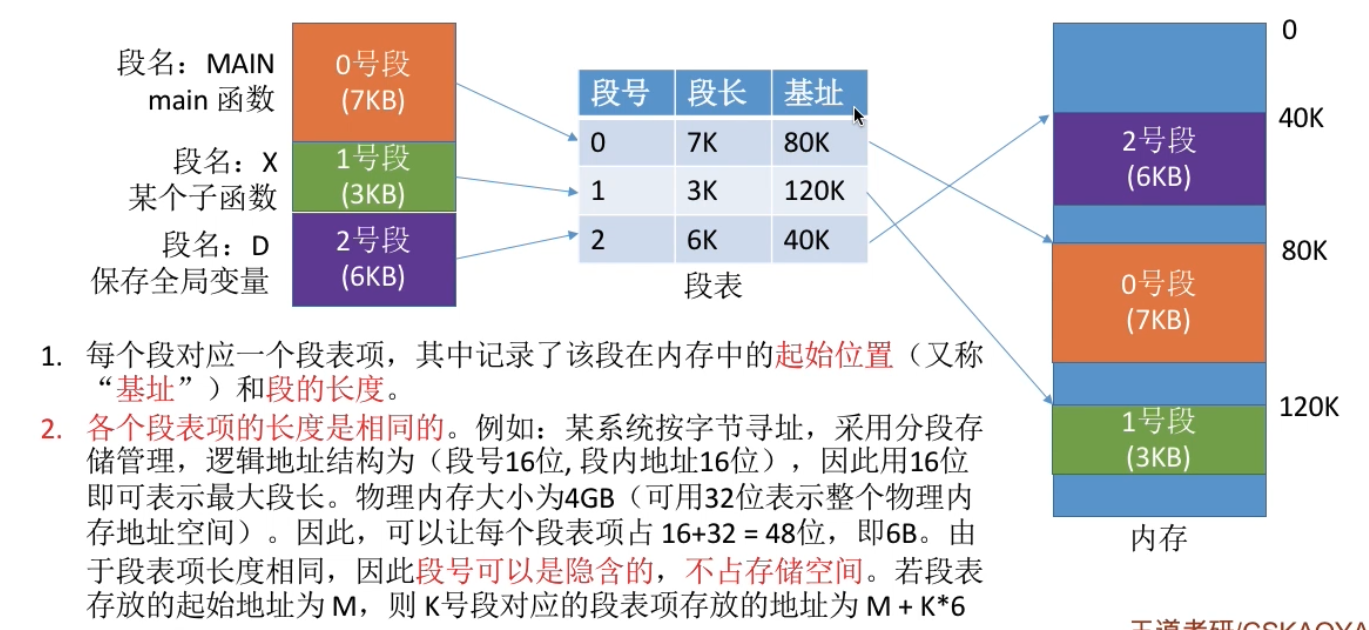 段名：MAIN
main 函数
0号段
(7KB)
段名：X
某个子函数
1号段
(3KB)
段名：D
保存全局变量
2号段
(6KB)
段号 段长 基址
0 7K 80K
1 3K 120K
2 6K 40K
段表
0
40K
2号段
(6KB)
80K
0号段
(7KB)
120K
1号段
(3KB)
内存
1. 每个段对应一个段表项，其中记录了该段在内存中的起始位置（又称
“基址”）和段的长度。
2. 各个段表项的长度是相同的。例如：某系统按字节寻址，采用分段存
储管理，逻辑地址结构为（段号16位, 段内地址16位），因此用16位
即可表示最大段长。物理内存大小为4GB（可用32位表示整个物理内
存地址空间）。因此，可以让每个段表项占 16+32 = 48位，即6B。由
于段表项长度相同，因此段号可以是隐含的，不占存储空间。若段表
存放的起始地址为 M，则 K号段对应的段表项存放的地址为 M + K*6